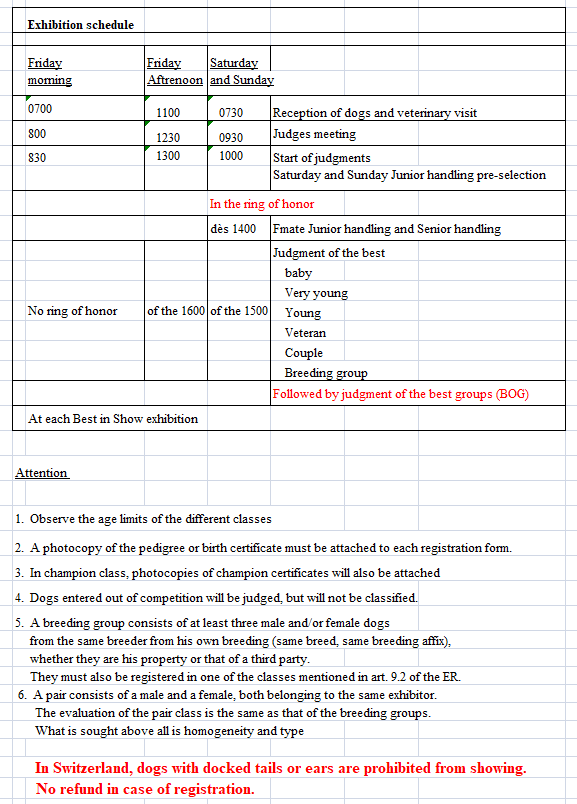 Exhibition schedule
Friday morning Friday Aftrenoon Saturday and Sunday
0700 1100 0730 Reception of dogs and veterinary visit
800 1230 0930 Judges meeting
830 1300 1000 Start of judgments
Saturday and Sunday Junior handling pre-selection
In the ring of honor
dès 1400 Fmate Junior handling and Senior handling
Judgment of the best
baby
Very young
No ring of honor of the 1600 of the 1500 Young
Veteran
Couple
Breeding group
Followed by judgment of the best groups (BOG)
At each Best in Show exhibition
Attention
1. Observe the age limits of the different classes
2. A photocopy of the pedigree or birth certificate must be attached to each registration form.
3. In champion class, photocopies of champion certificates will also be attached
4. Dogs entered out of competition will be judged, but will not be classified.
5. A breeding group consists of at least three male and/or female dogs
from the same breeder from his own breeding (same breed, same breeding affix),
whether they are his property or that of a third party.
They must also be registered in one of the classes mentioned in art. 9.2 of the ER.
6. A pair consists of a male and a female, both belonging to the same exhibitor.
The evaluation of the pair class is the same as that of the breeding groups.
What is sought above all is homogeneity and type
In Switzerland, dogs with docked tails or ears are prohibited from showing.
No refund in case of registration.